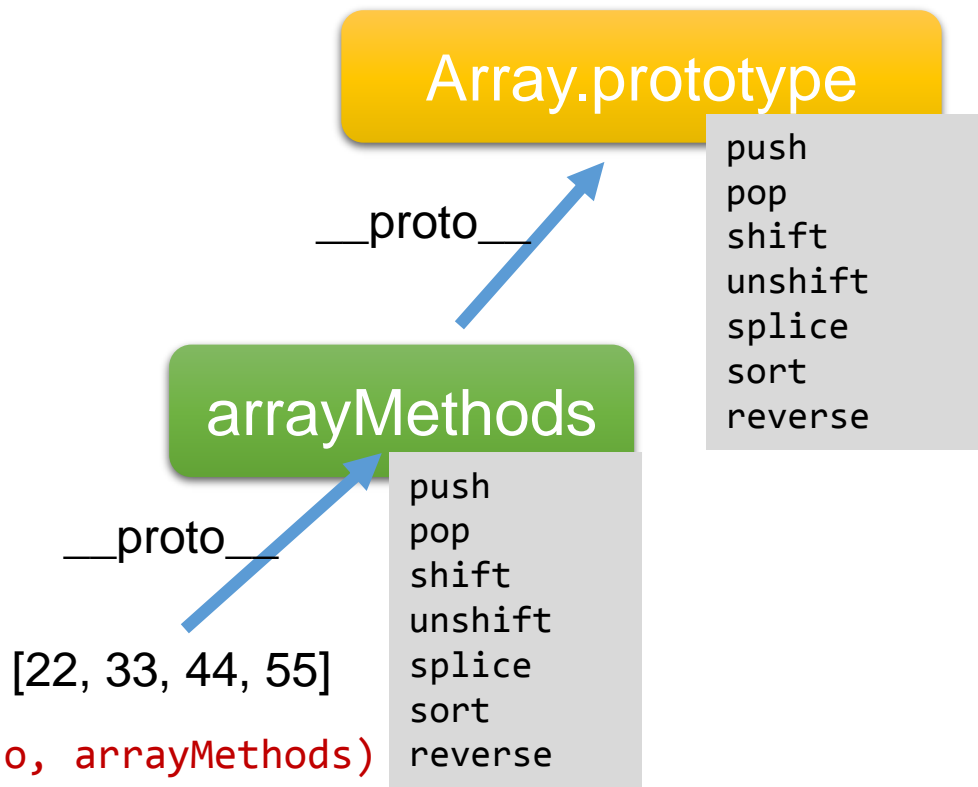 Array.prototype
push
pop
shift
unshift
splice
sort
reverse
__proto__
arrayMethods
push
pop
shift
unshift
splice
sort
reverse
__proto__
[22, 33, 44, 55]
o, arrayMethods)